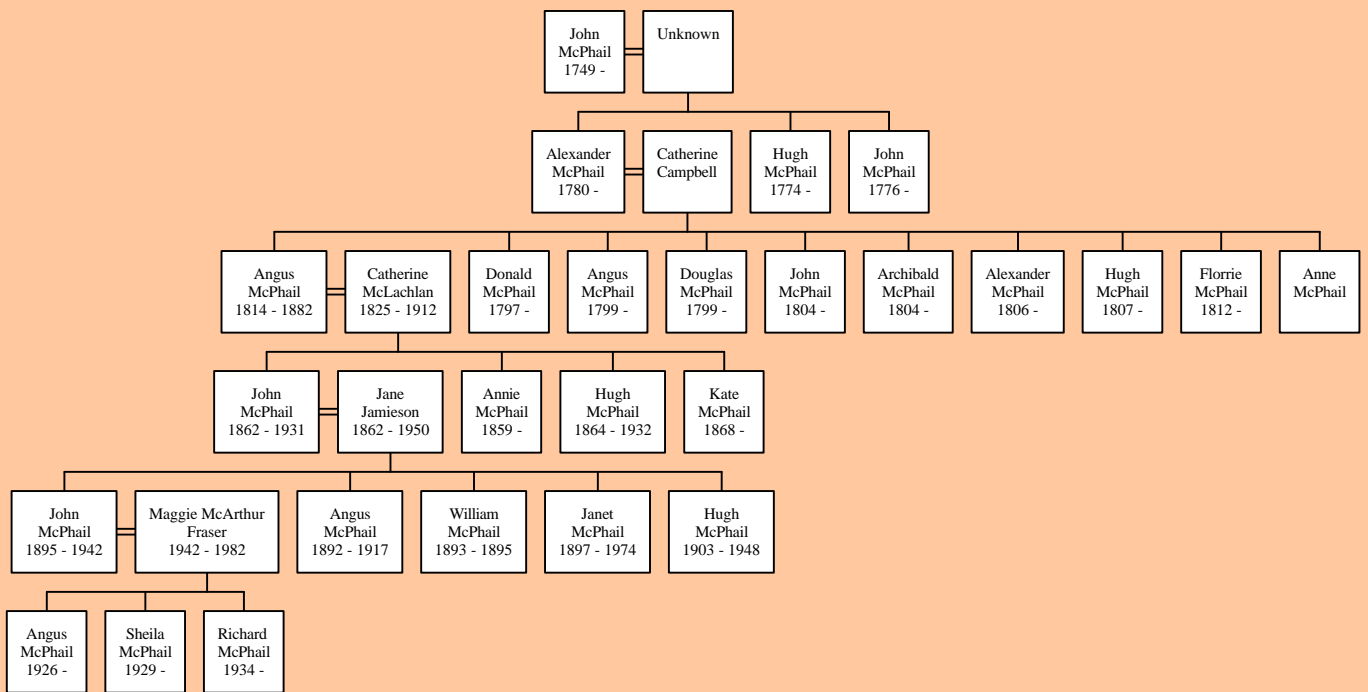 John
McPhail
1749 -
Unknown
Alexander
McPhail
1780 -
Catherine
Campbell
Hugh
McPhail
1774 -
John
McPhail
1776 -
Angus
McPhail
1814 - 1882
Catherine
McLachlan
1825 - 1912
Donald
McPhail
1797 -
Angus
McPhail
1799 -
Douglas
McPhail
1799 -
John
McPhail
1804 -
Archibald
McPhail
1804 -
Alexander
McPhail
1806 -
Hugh
McPhail
1807 -
Florrie
McPhail
1812 -
Anne
McPhail
John
McPhail
1862 - 1931
Jane
Jamieson
1862 - 1950
Annie
McPhail
1859 -
Hugh
McPhail
1864 - 1932
Kate
McPhail
1868 -
John
McPhail
1895 - 1942
Maggie McArthur
Fraser
1942 - 1982
Angus
McPhail
1892 - 1917
William
McPhail
1893 - 1895
Janet
McPhail
1897 - 1974
Hugh
McPhail
1903 - 1948
Angus
McPhail
1926 -
Sheila
McPhail
1929 -
Richard
McPhail
1934 -